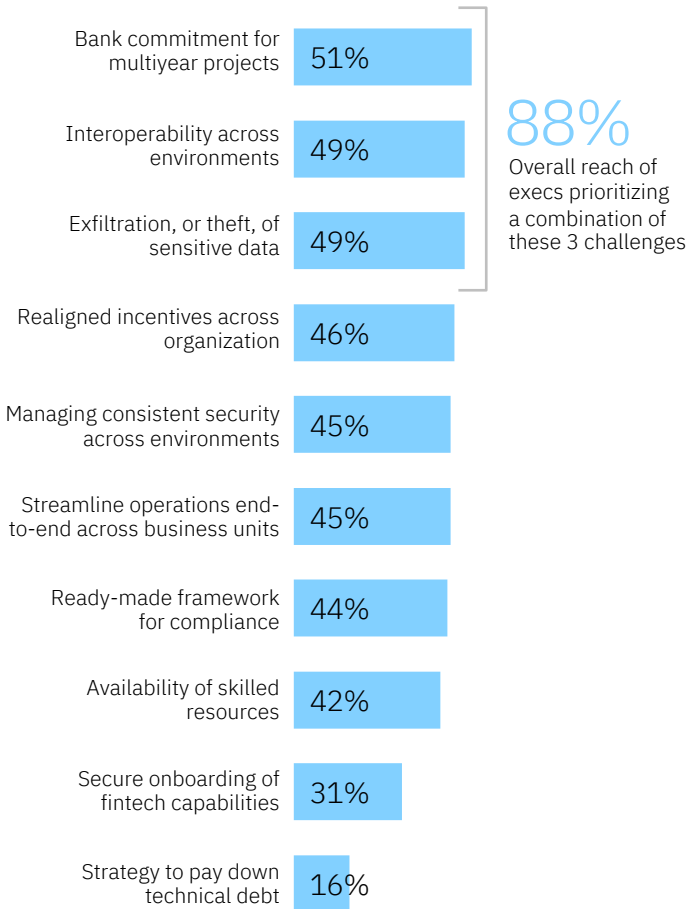 Bank commitment for
multiyear projects
51%
Interoperability across
environments
49%
Exfiltration, or theft, of
sensitive data
49%
88%
Overall reach of
execs prioritizing
a combination of
these 3 challenges
Realigned incentives across
organization
46%
Managing consistent security
across environments
45%
Streamline operations end-
to-end across business units
45%
Ready-made framework
for compliance
44%
Availability of skilled
resources
42%
Secure onboarding of
fintech capabilities
31%
Strategy to pay down
technical debt
16%